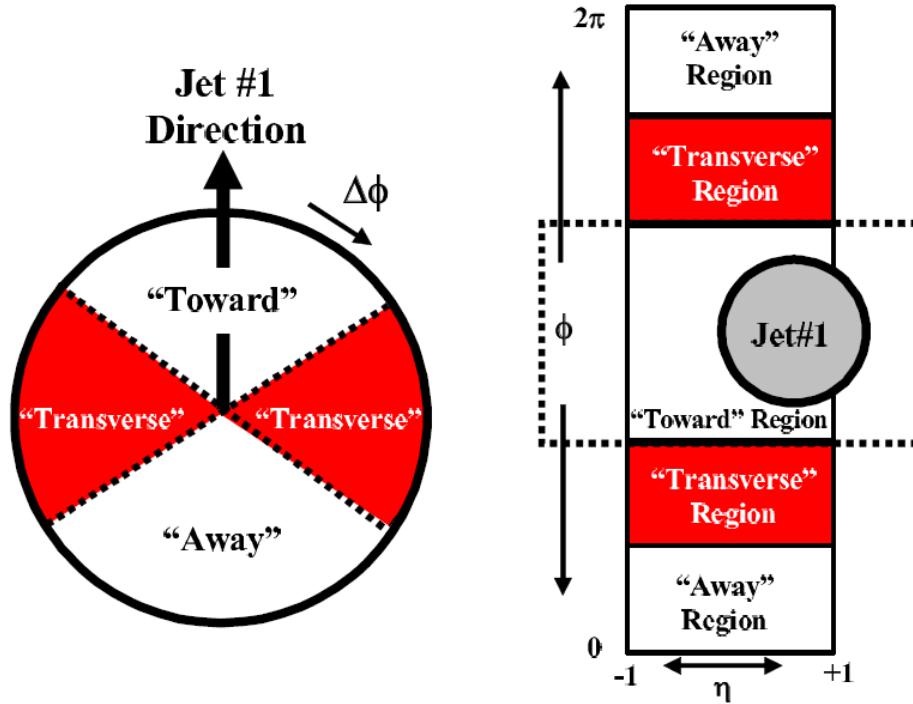 Jet #1
Direction
Δϕ
“Toward”
“Transverse” “Transverse”
“Away”
2π
“Away”
Region
“Transverse”
Region
ϕ
Jet#1
“Toward” Region
“Transverse”
Region
“Away”
Region
0
-1 +1
η